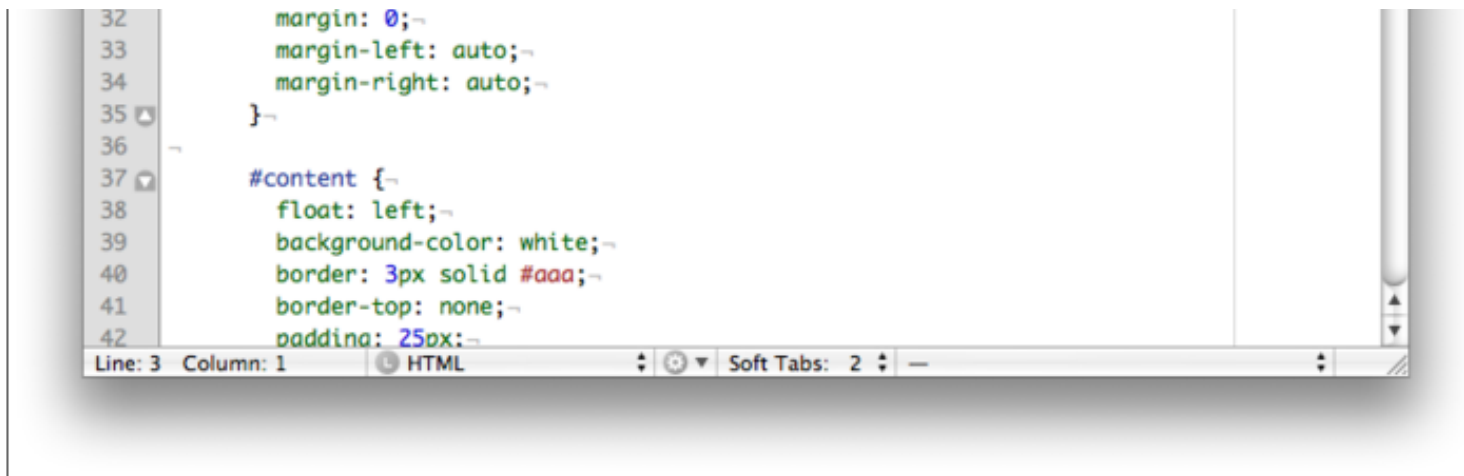 32 margin: 0;¬
33 margin-left: auto;¬
34 margin-right: auto;¬
35 }¬
36 ¬
37 #content {¬
38 float: left;¬
39 background-color: white;¬
40 border: 3px solid #aaa;¬
41 border-top: none;¬
42 padding: 25px;¬
Line: 3 Column: 1 L HTML Soft Tabs: 2 —